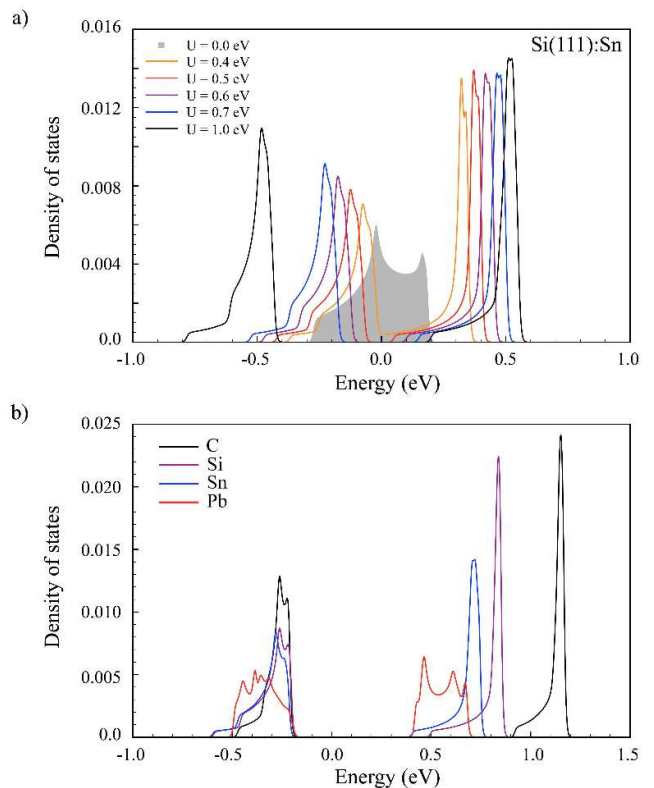 a)
Si(111):Sn
U = 0.0 eV
U = 0.4 eV
U – 0.5 eV
U = 0.6 eV
U = 0.7 eV
U = 1.0 eV
Density of states
0.016
0.012
0.008
0.004
0.0
-1.0 -0.5 0.0 0.5 1.0
Energy (eV)
b)
C
Si
Sn
Pb
Density of states
0.025
0.020
0.015
0.010
0.005
0.0
-1.0 -0.5 0.0 0.5 1.0 1.5
Energy (eV)